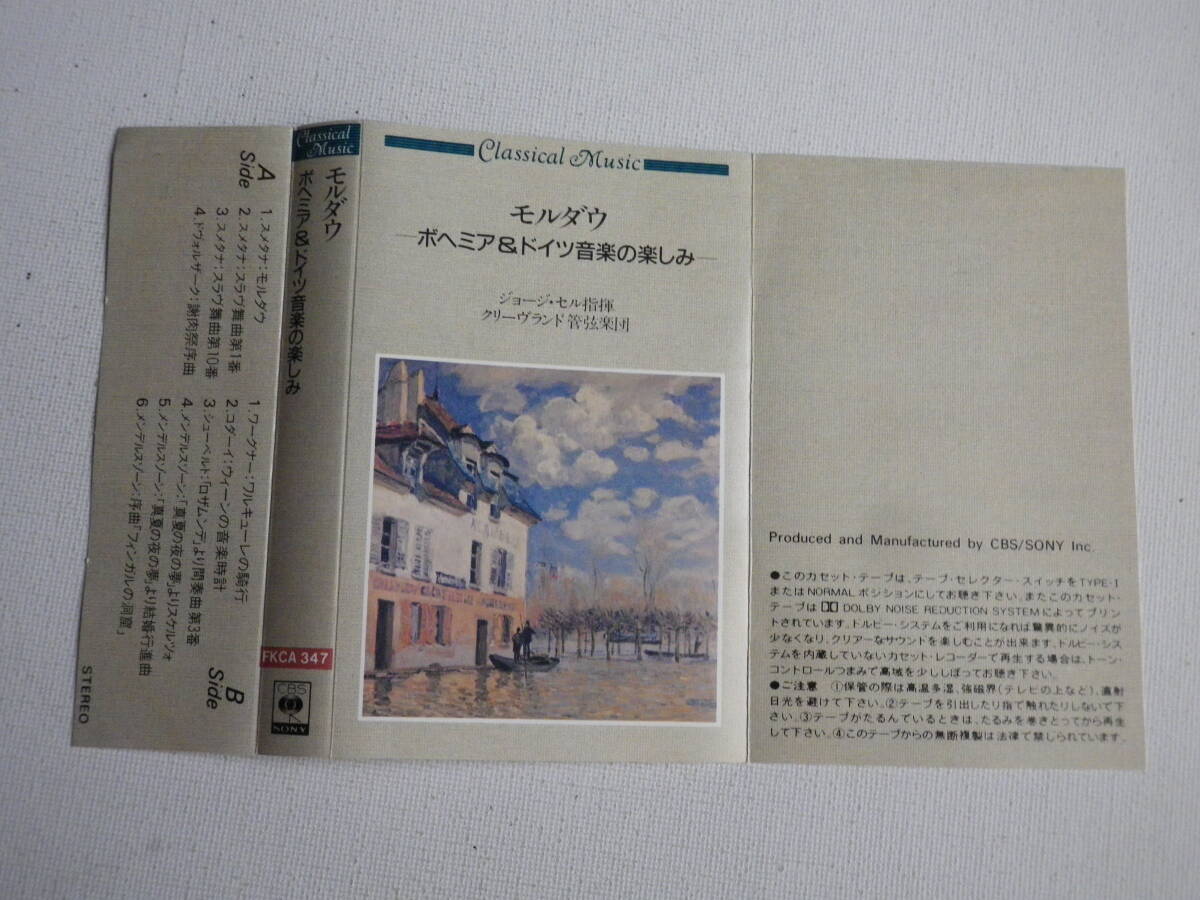 A
Side
1.スメタナ:モルダウ
2.スメタナ:スラヴ舞曲第1番
3.スメタナ:スラヴ舞曲第10番
4.ドヴォルザーク:謝肉祭序曲
B
Side
1.ワーグナー:ワルキューレの騎行
2.コダーイ:ウィーンの音楽時計
3.シューベルト:「ロザムンデ」より間奏曲第3番
4.メンデルスゾーン:「真夏の夜の夢」よりスケルツォ
5.メンデルスゾーン:「真夏の夜の夢」より結婚行進曲
6.メンデルスゾーン:序曲「フィンガルの洞窟」
STEREO
Classical
Music
モルダウ
ボヘミア&ドイツ音楽の楽しみ
FKCA 347
CBS
SONY
Classical Music
モルダウ
―ボヘミア&ドイツ音楽の楽しみ―
ジョージ・セル指揮
クリーヴランド管弦楽団
Produced and Manufactured by CBS/SONY Inc.
●このカセット・テープは、テープ・セレクター・スイッチをTYPE・I
またはNORMALポジションにしてお聴き下さい。またこのカセット・
テープは DOLBY NOISE REDUCTION SYSTEMによってプリン
トされています。ドルビー・システムをご利用になれば驚異的にノイズが
少なくなり、クリアーなサウンドを楽しむことが出来ます。ドルビー・シス
テムを内蔵していないカセット・レコーダーで再生する場合は、トーン・
コントロールつまみで高域を少ししぼってお聴き下さい。
●ご注意 ①保管の際は高温多湿、強磁界(テレビの上など)、直射
日光を避けて下さい。②テープを引出したり指で触れたりしないで下
さい。③テープがたるんでいるときは、たるみを巻きとってから再生
して下さい。④このテープからの無断複製は法律で禁じられています。